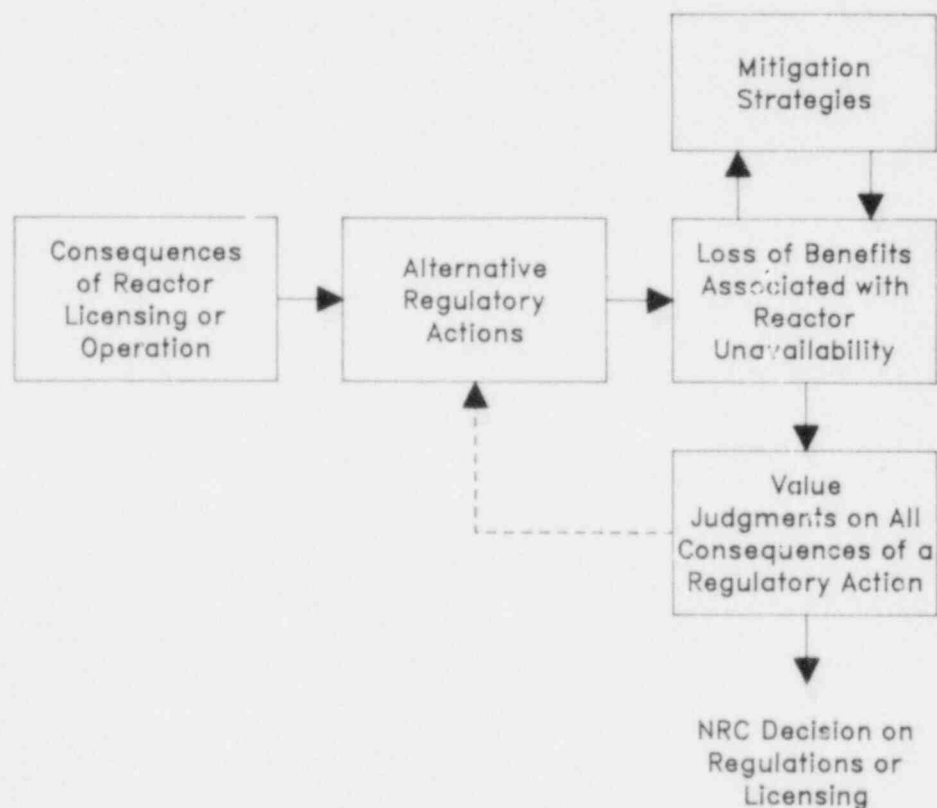 Mitigation
Strategies
Consequences
of Reactor
Licensing or
Operation
Alternative
Regulatory
Actions
Loss of Benefits
Associated with
Reactor
Unavailability
Value
Judgments on All
Consequences of a
Regulatory Action
NRC Decision on
Regulations or
Licensing